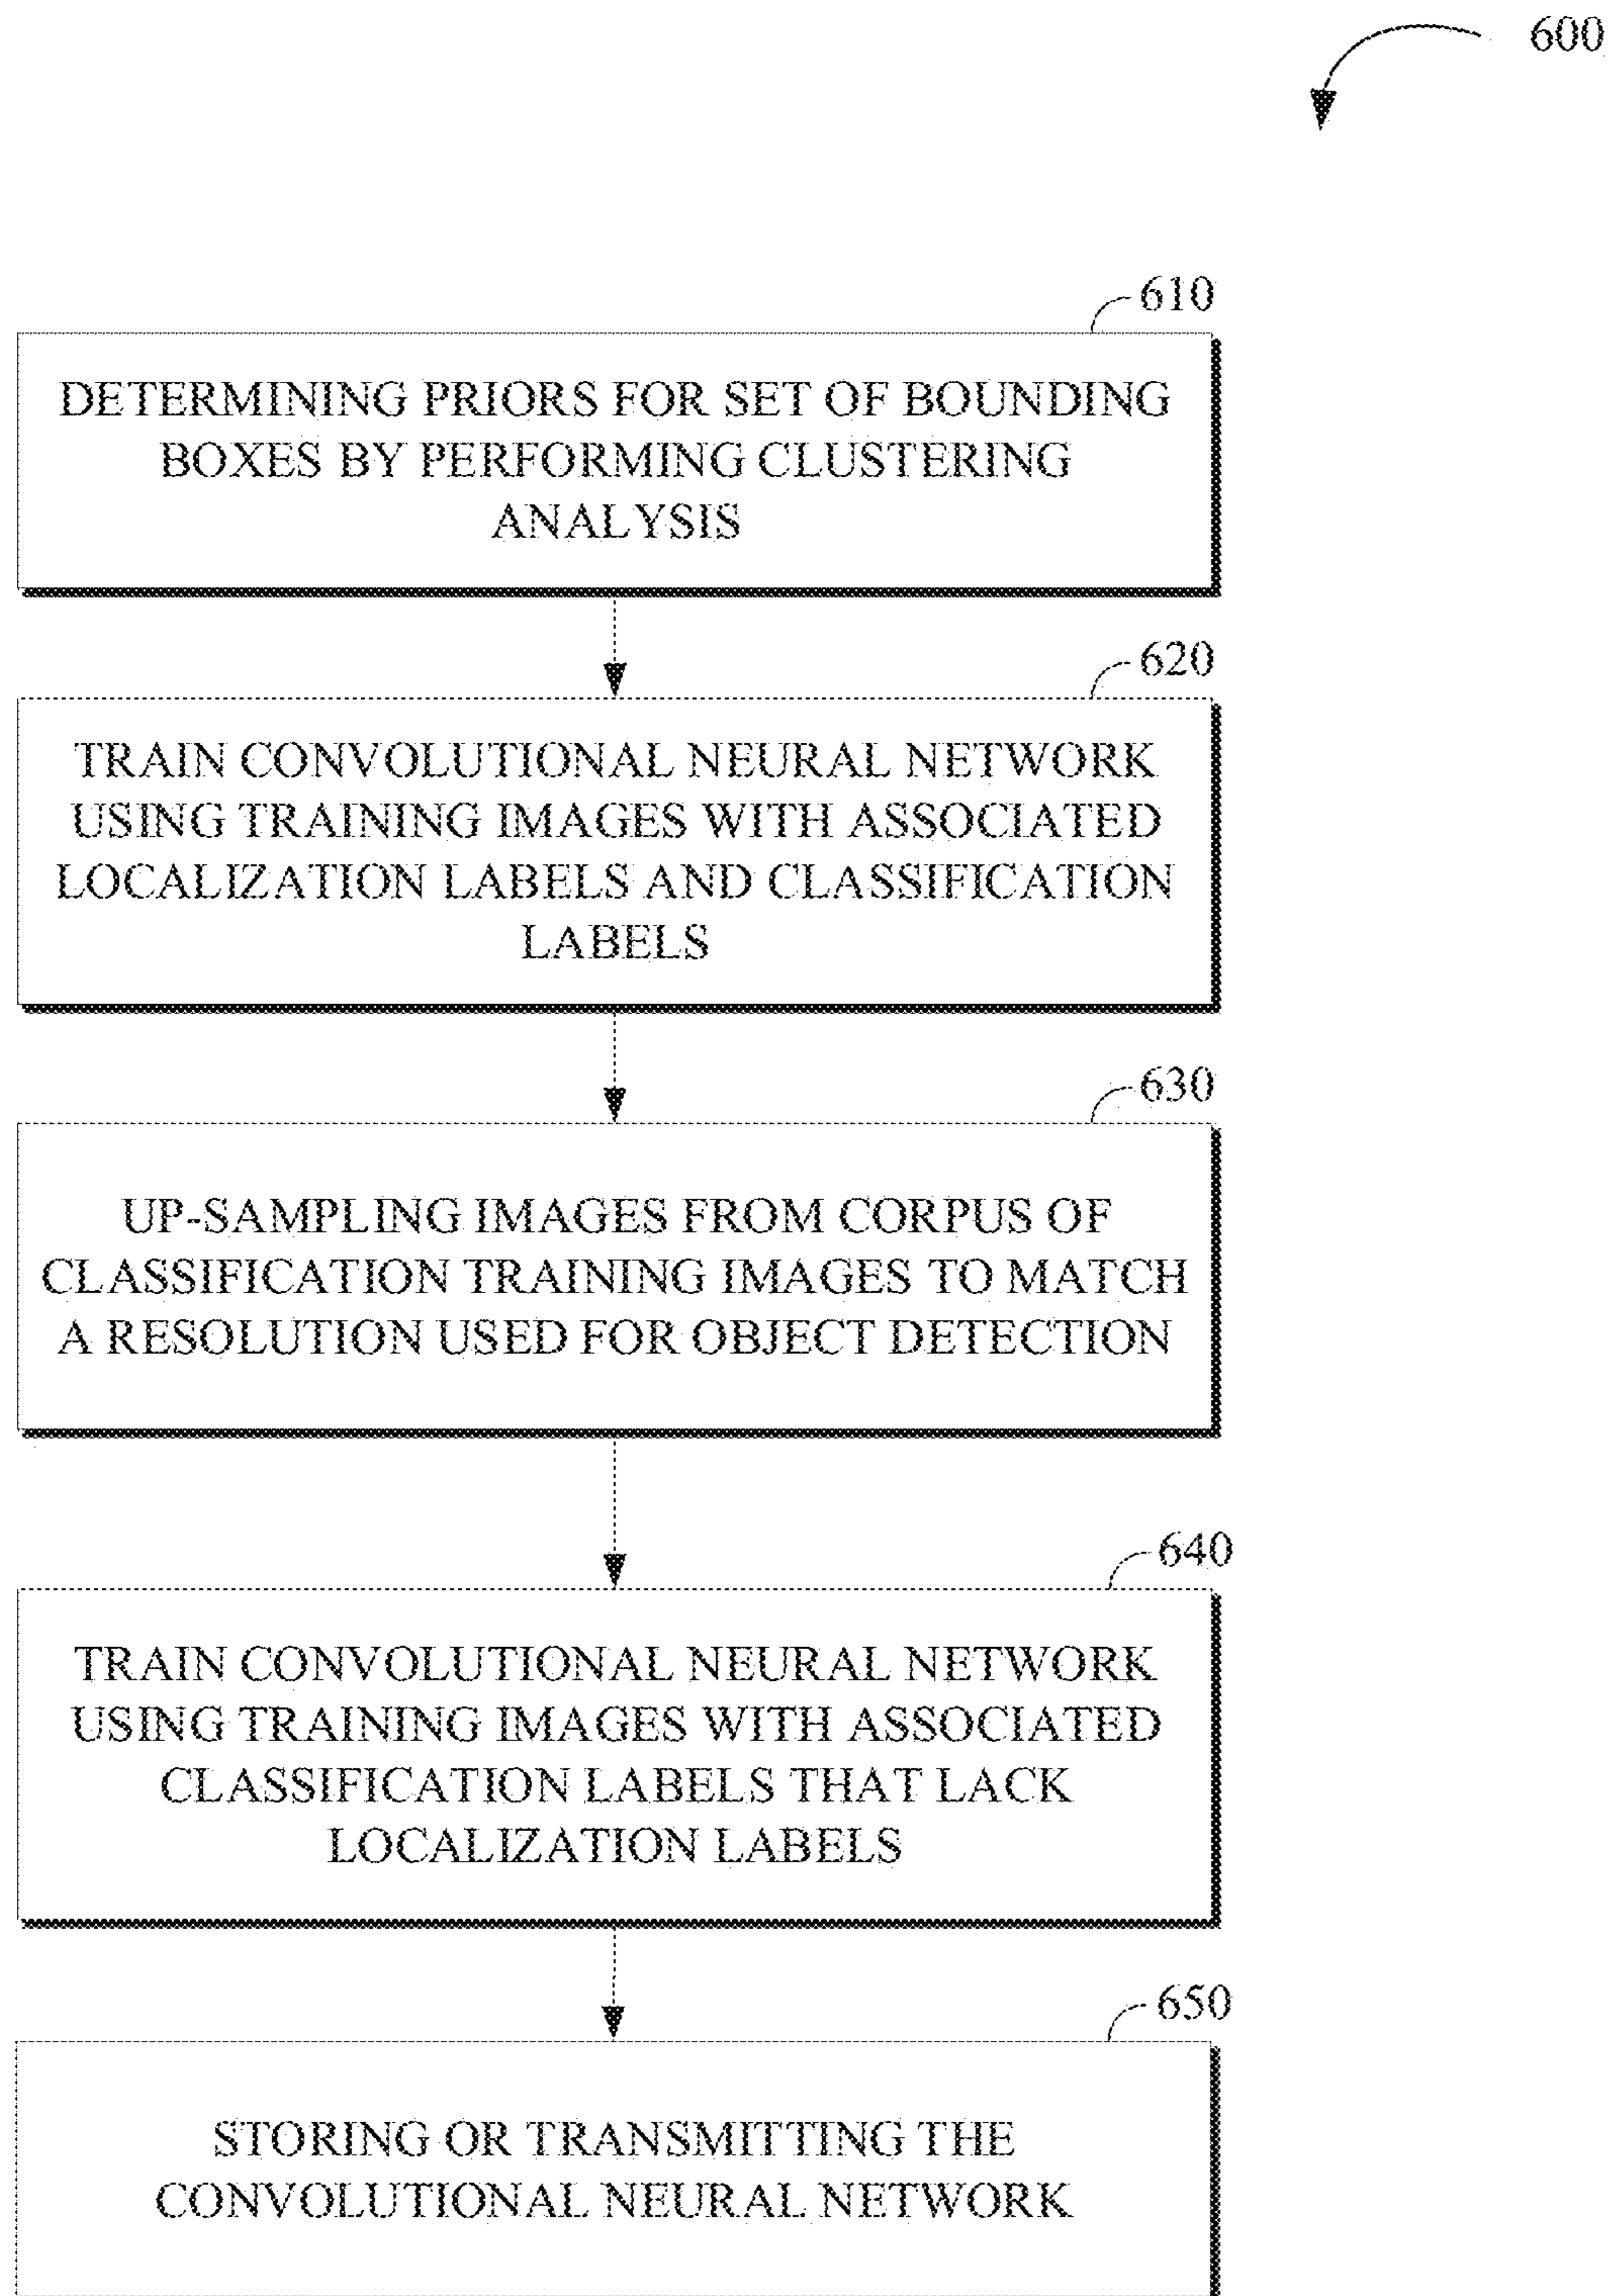 600
610
DETERMINING PRIORS FOR SET OF BOUNDING
BOXES BY PERFORMING CLUSTERING
ANALYSIS
620
TRAIN CONVOLUTIONAL NEURAL NETWORK
USING TRAINING IMAGES WITH ASSOCIATED
LOCALIZATION LABELS AND CLASSIFICATION
LABELS
630
UP-SAMPLING IMAGES FROM CORPUS OF
CLASSIFICATION TRAINING IMAGES TO MATCH
A RESOLUTION USED FOR OBJECT DETECTION
640
TRAIN CONVOLUTIONAL NEURAL NETWORK
USING TRAINING IMAGES WITH ASSOCIATED
CLASSIFICATION LABELS THAT LACK
LOCALIZATION LABELS
650
STORING OR TRANSMITTING THE
CONVOLUTIONAL NEURAL NETWORK